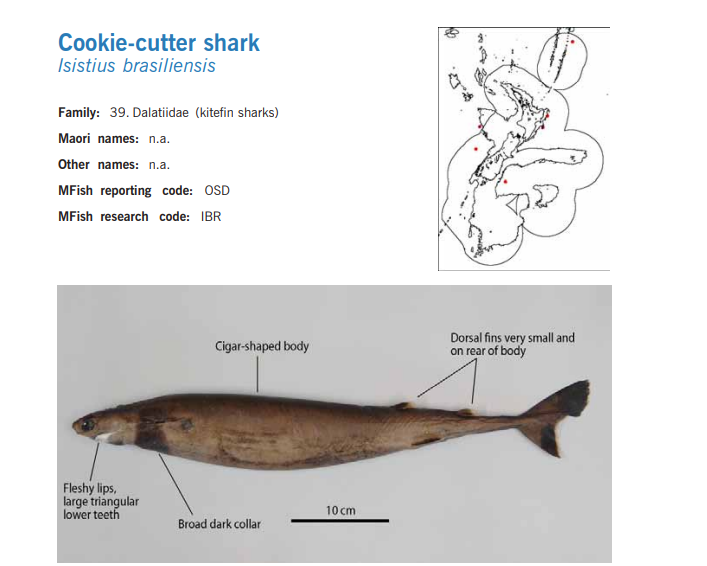 Cookie-cutter shark
Isistius brasiliensis
Family: 39. Dalatiidae (kitefin sharks)
Maori names: n.a.
Other names: n.a.
MFish reporting code: OSD
MFish research code: IBR
Cigar-shaped body
Dorsal fins very small and
on rear of body
Fleshy lips,
large triangular
lower teeth
Broad dark collar
10 cm